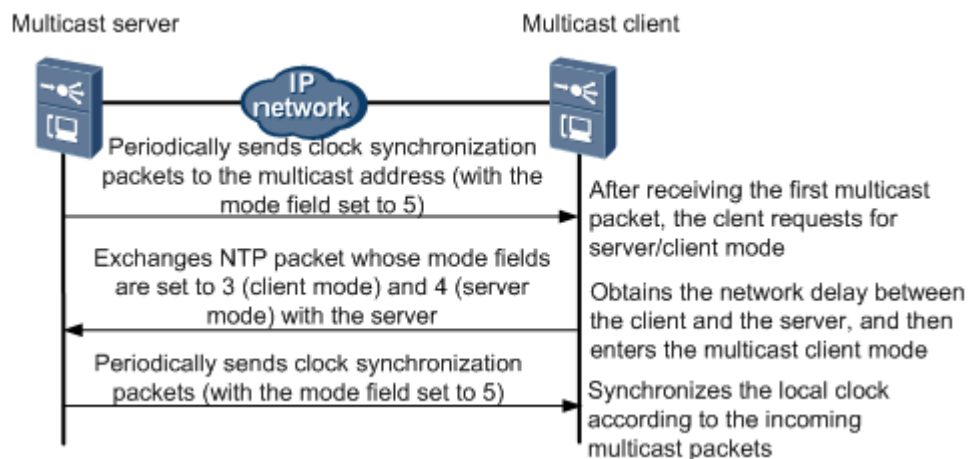 Multicast server
Multicast client
IP
network
Periodically sends clock synchronization
packets to the multicast address (with the
mode field set to 5)
After receiving the first multicast
packet, the clent requests for
server/client mode
Exchanges NTP packet whose mode fields
are set to 3 (client mode) and 4 (server
mode) with the server
Obtains the network delay between
the client and the server, and then
enters the multicast client mode
Periodically sends clock synchronization
packets (with the mode field set to 5)
Synchronizes the local clock
according to the incoming
multicast packets